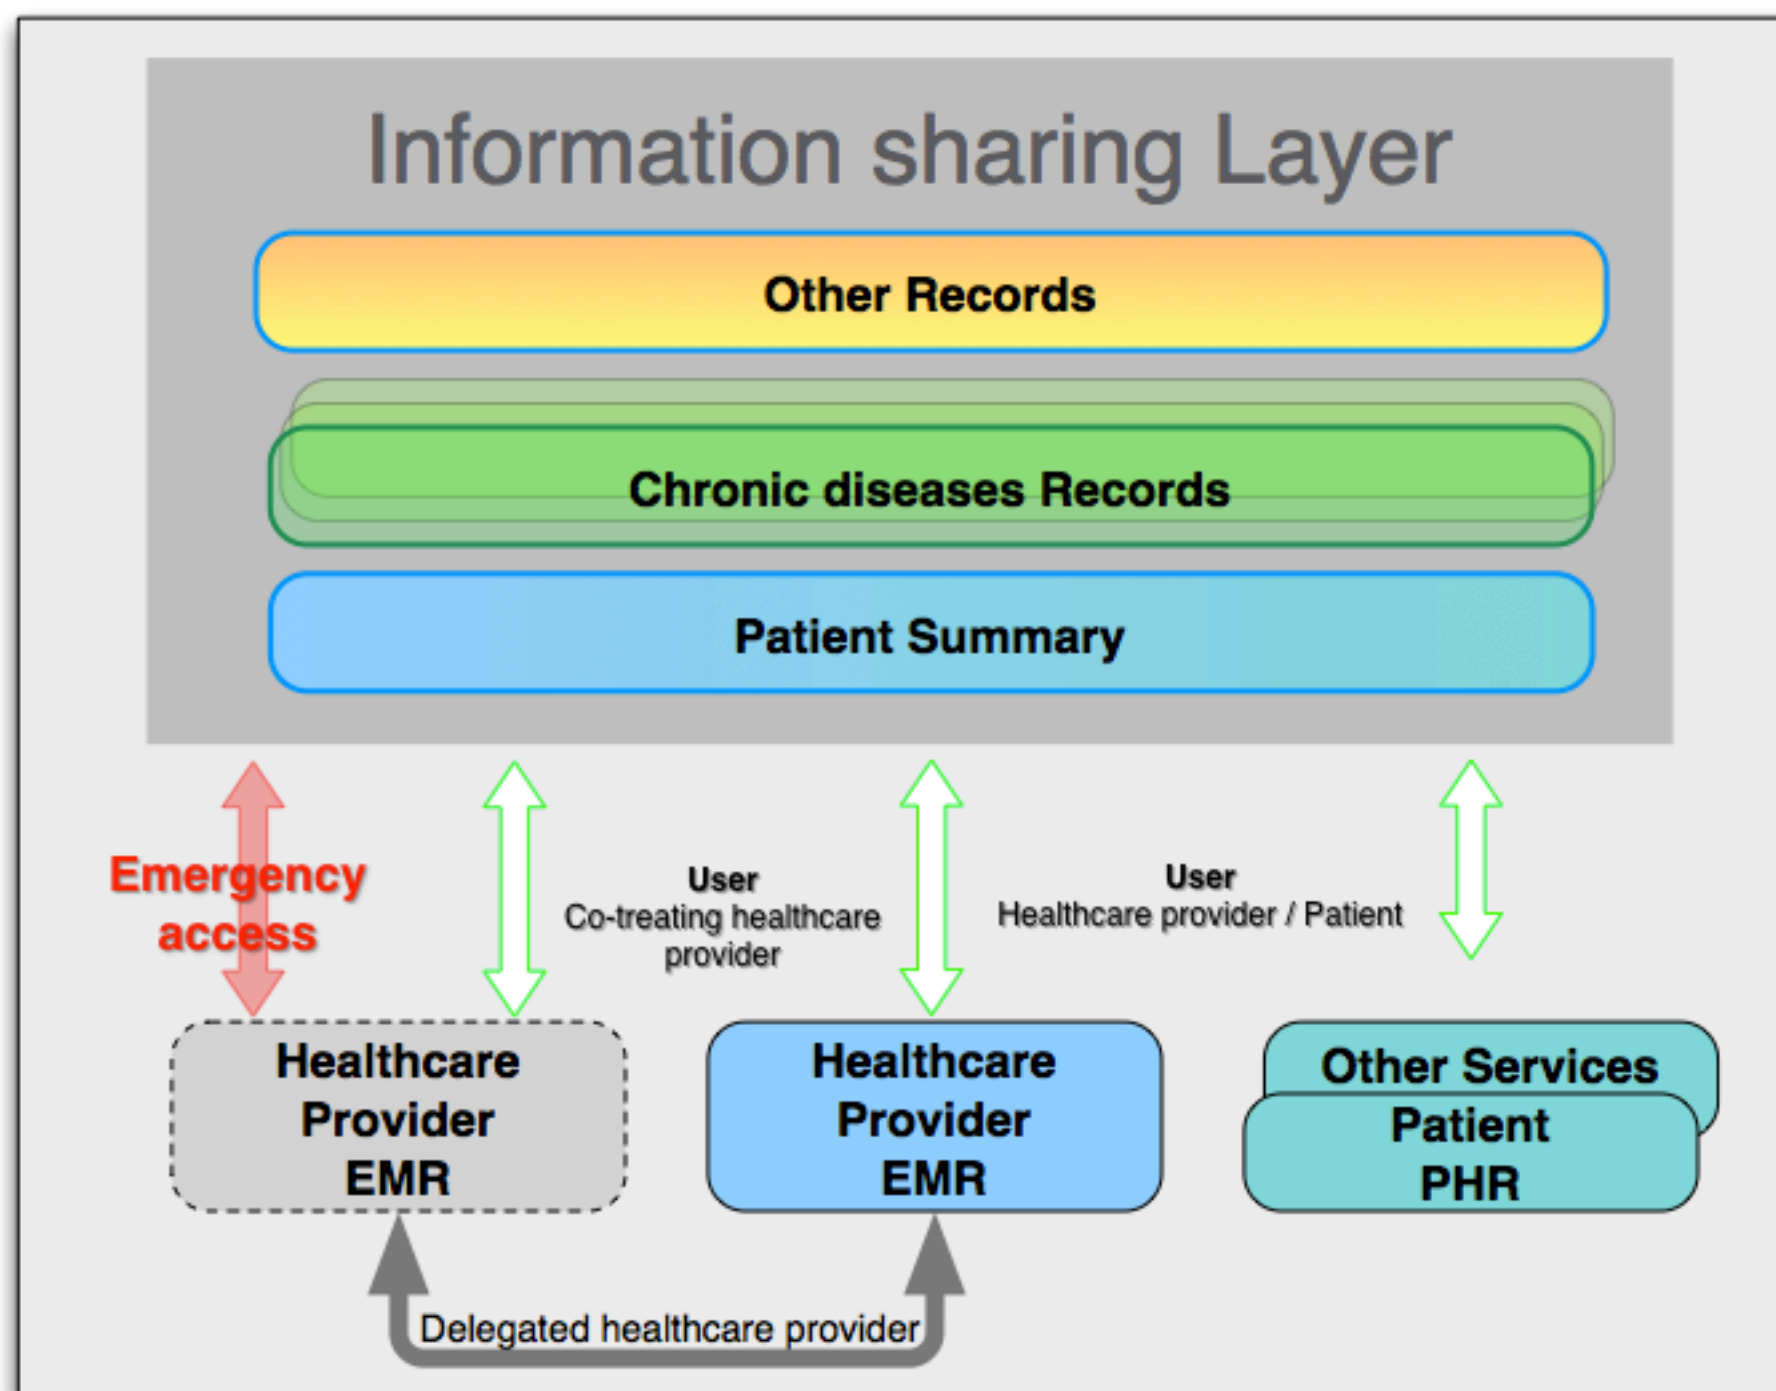 Information sharing Layer
Other Records
Chronic diseases Records
Patient Summary
Emergency
access
User
Co-treating healthcare
provider
User
Healthcare provider / Patient
Healthcare
Provider
EMR
Healthcare
Provider
EMR
Other Services
Patient
PHR
Delegated healthcare provider